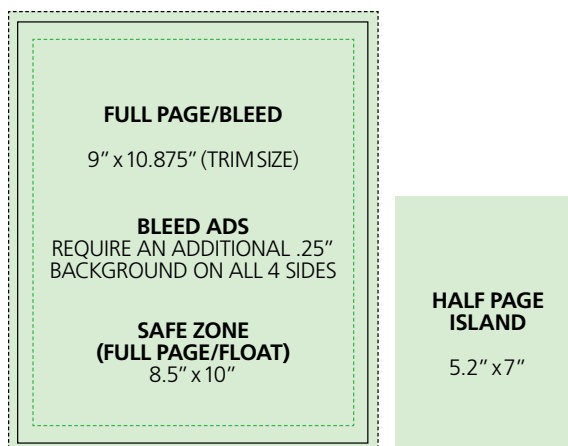 FULL PAGE/BLEED
9” x 10.875” (TRIM SIZE)
BLEED ADS
REQUIRE AN ADDITIONAL .25”
BACKGROUND ON ALL 4 SIDES
SAFE ZONE
(FULL PAGE/FLOAT)
8.5” x 10”
HALF PAGE
ISLAND
5.2” x 7”